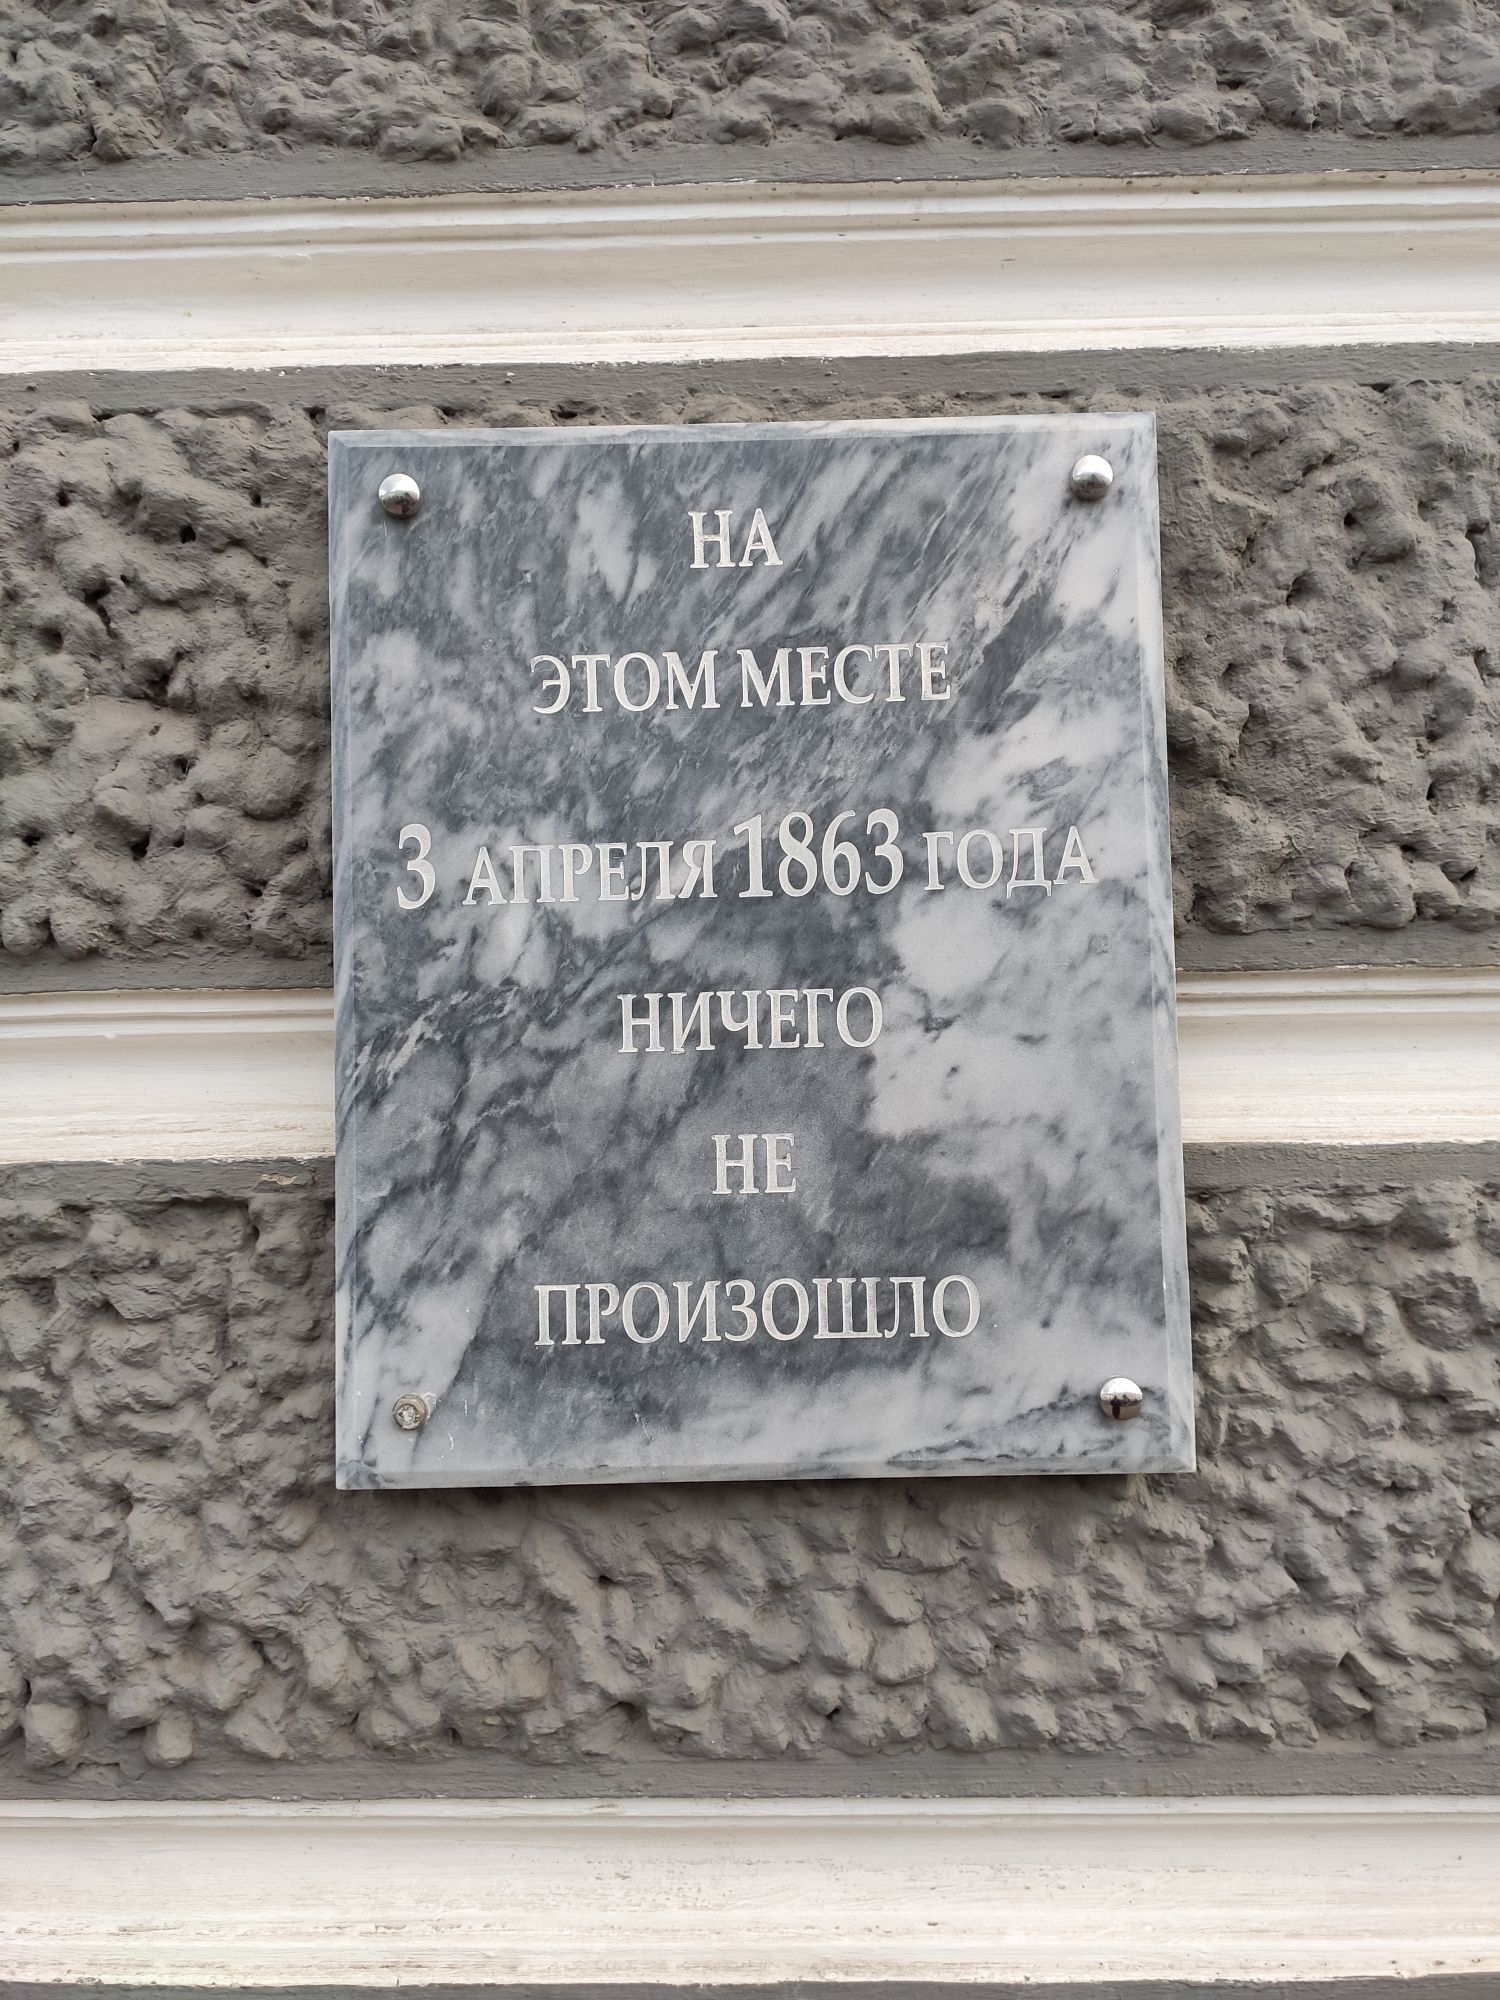 НА
ЭТОМ МЕСТЕ
3 АПРЕЛЯ 1863 ГОДА
НИЧЕГО
НЕ
ПРОИЗОШЛО